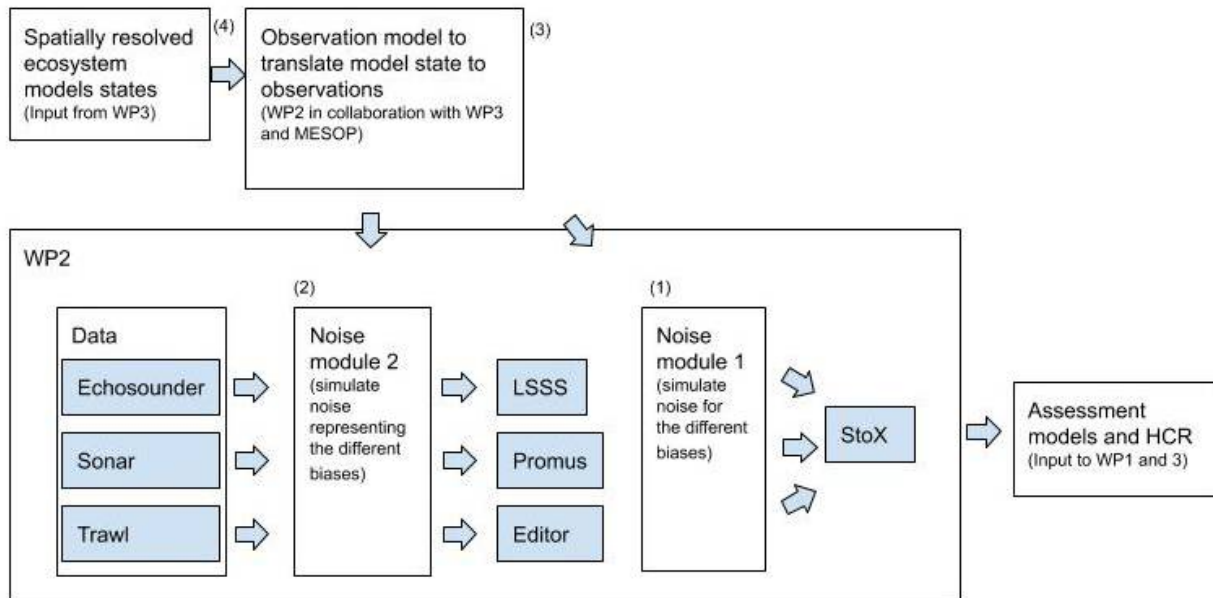 Spatially resolved
ecosystem
models states
(Input from WP3)
(4)
Observation model to
translate model state to
observations
(WP2 in collaboration with WP3
and MESOP)
(3)
WP2
Data
Echosounder
Sonar
Trawl
(2)
Noise
module 2
(simulate
noise
representing
the different
biases)
LSSS
Promus
Editor
(1)
Noise
module 1
(simulate
noise for
the different
biases)
StoX
Assessment
models and HCR
(Input to WP1 and 3)